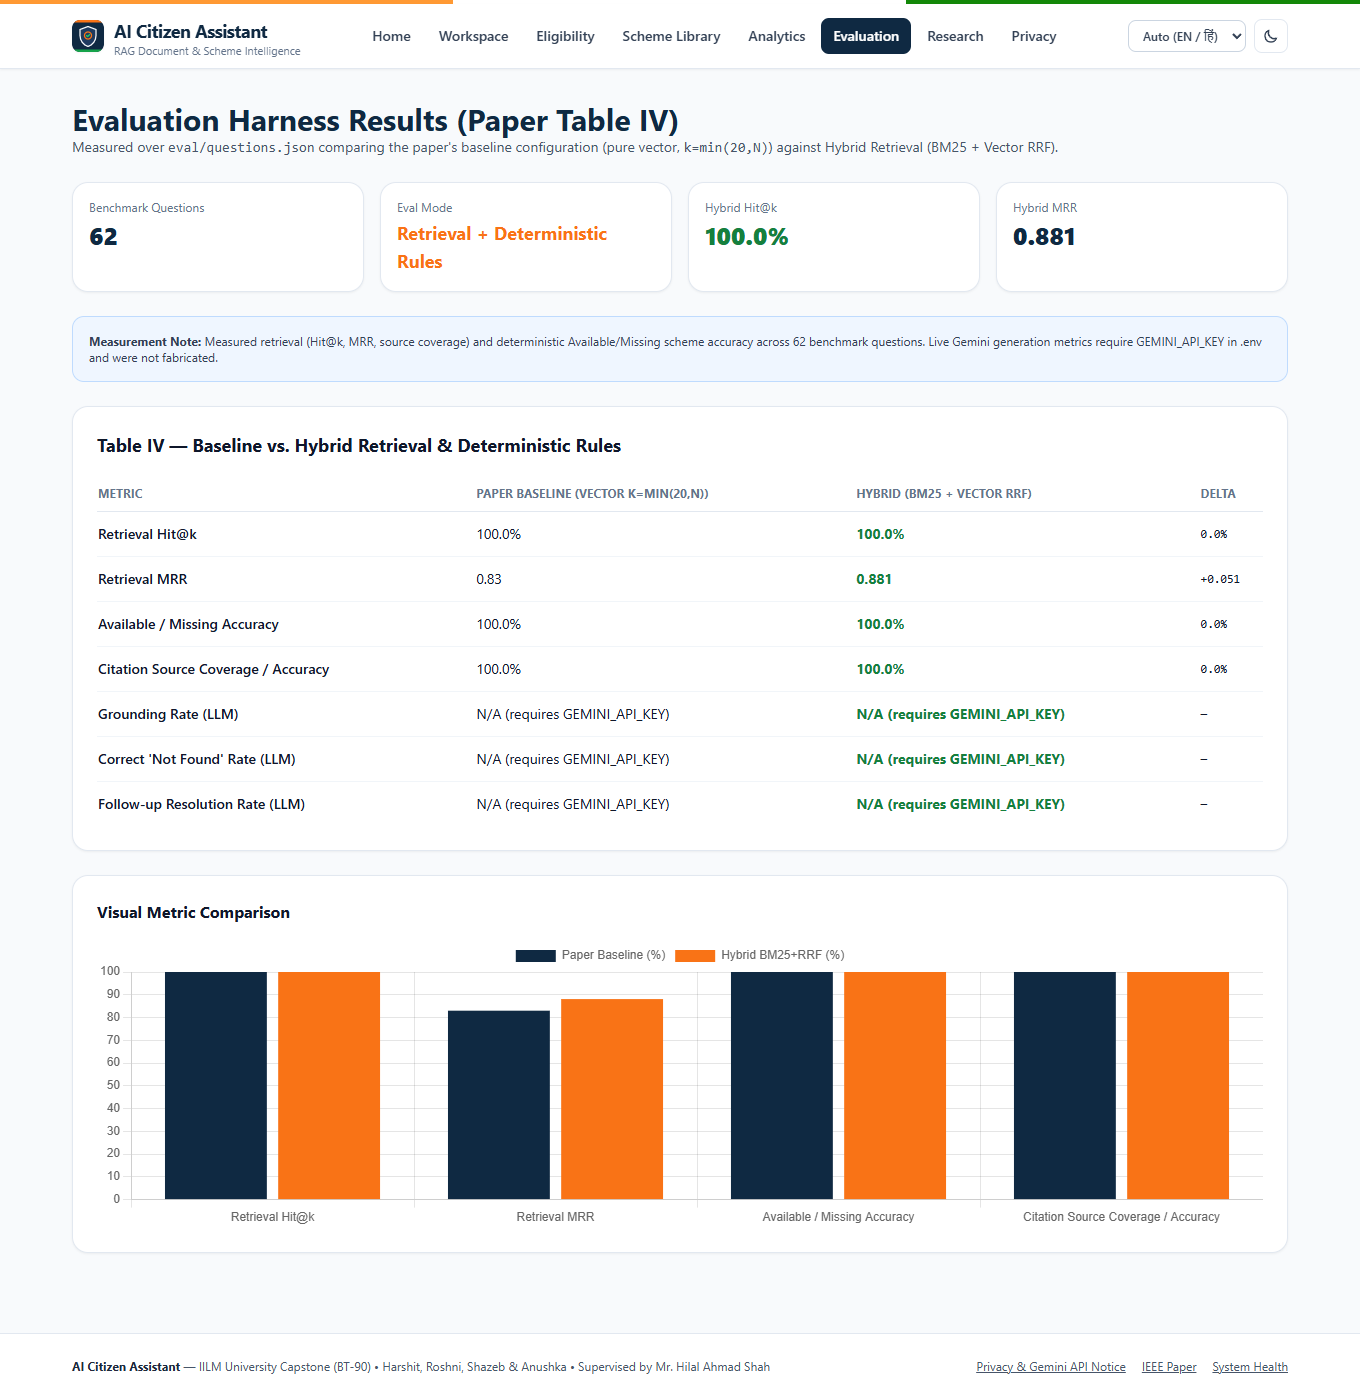 AI Citizen Assistant
RAG Document & Scheme Intelligence
Home
Workspace
Eligibility
Scheme Library
Analytics
Evaluation
Research
Privacy
Auto (EN / हिं)
Evaluation Harness Results (Paper Table IV)
Measured over eval/questions.json comparing the paper's baseline configuration (pure vector, k=min(20,N)) against Hybrid Retrieval (BM25 + Vector RRF).
Benchmark Questions
62
Eval Mode
Retrieval + Deterministic
Rules
Hybrid Hit@k
100.0%
Hybrid MRR
0.881
Measurement Note: Measured retrieval (Hit@k, MRR, source coverage) and deterministic Available/Missing scheme accuracy across 62 benchmark questions. Live Gemini generation metrics require GEMINI_API_KEY in .env
and were not fabricated.
Table IV — Baseline vs. Hybrid Retrieval & Deterministic Rules
METRIC PAPER BASELINE (VECTOR K=MIN(20,N)) HYBRID (BM25 + VECTOR RRF) DELTA
Retrieval Hit@k 100.0% 100.0% 0.0%
Retrieval MRR 0.83 0.881 +0.051
Available / Missing Accuracy 100.0% 100.0% 0.0%
Citation Source Coverage / Accuracy 100.0% 100.0% 0.0%
Grounding Rate (LLM) N/A (requires GEMINI_API_KEY) N/A (requires GEMINI_API_KEY) –
Correct 'Not Found' Rate (LLM) N/A (requires GEMINI_API_KEY) N/A (requires GEMINI_API_KEY) –
Follow-up Resolution Rate (LLM) N/A (requires GEMINI_API_KEY) N/A (requires GEMINI_API_KEY) –
Visual Metric Comparison
Paper Baseline (%) Hybrid BM25+RRF (%)
100
90
80
70
60
50
40
30
20
10
0
Retrieval Hit@k Retrieval MRR Available / Missing Accuracy Citation Source Coverage / Accuracy
AI Citizen Assistant — IILM University Capstone (BT-90) • Harshit, Roshni, Shazeb & Anushka • Supervised by Mr. Hilal Ahmad Shah
Privacy & Gemini API Notice IEEE Paper System Health